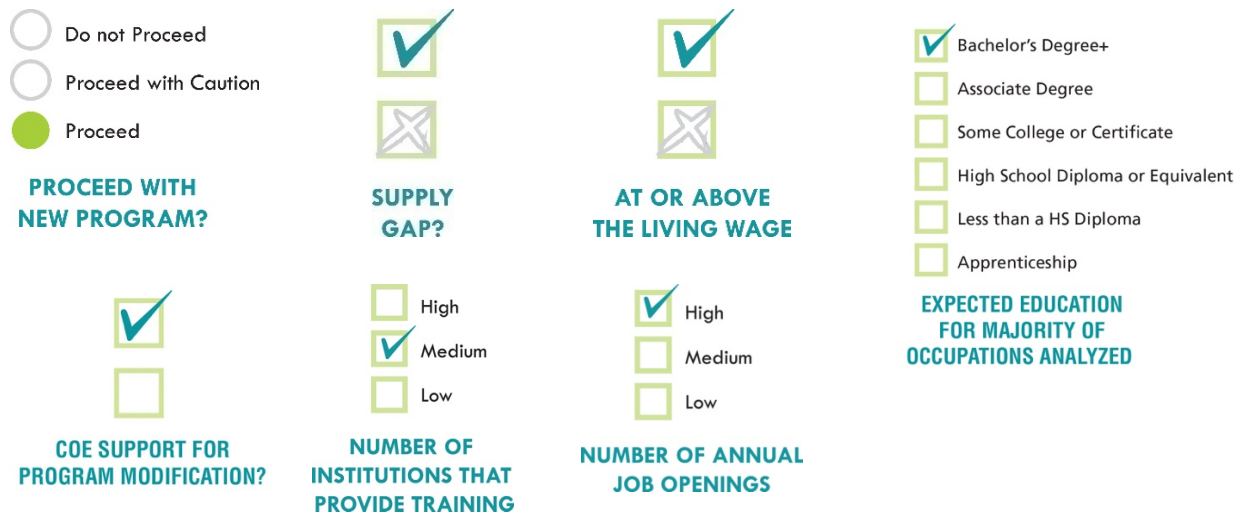 Do not Proceed
Proceed with Caution
Proceed
PROCEED WITH
NEW PROGRAM?
SUPPLY
GAP?
AT OR ABOVE
THE LIVING WAGE
Bachelor's Degree+
Associate Degree
Some College or Certificate
High School Diploma or Equivalent
Less than a HS Diploma
Apprenticeship
EXPECTED EDUCATION
FOR MAJORITY OF
OCCUPATIONS ANALYZED
COE SUPPORT FOR
PROGRAM MODIFICATION?
High
Medium
Low
NUMBER OF
INSTITUTIONS THAT
PROVIDE TRAINING
High
Medium
Low
NUMBER OF ANNUAL
JOB OPENINGS